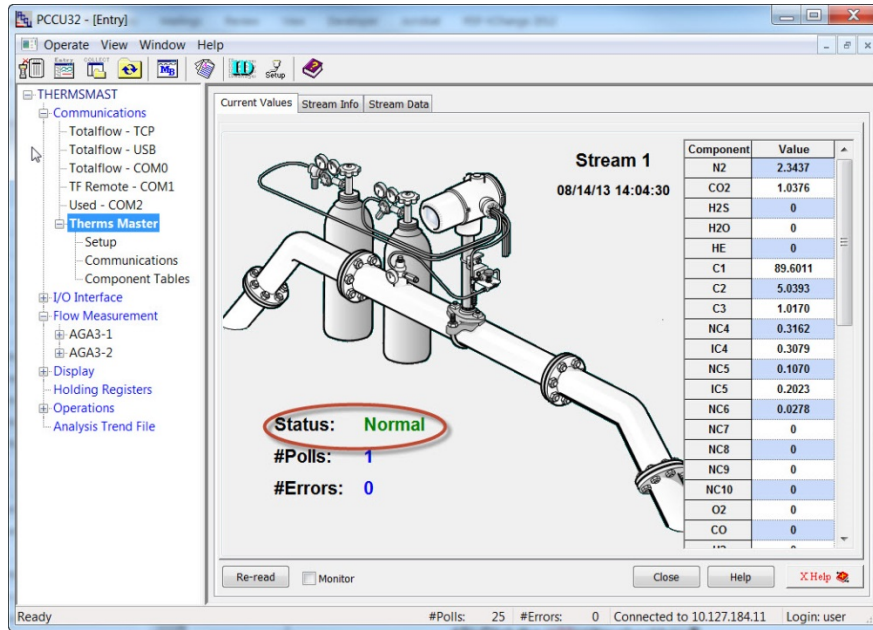 PCCU32 - [Entry]
Operate View Window Help
Entry COLLECT MB ID Setup
THERMSMAST
Communications
Totalflow - TCP
Totalflow - USB
Totalflow - COM0
TF Remote - COM1
Used - COM2
Therms Master
Setup
Communications
Component Tables
I/O Interface
Flow Measurement
AGA3-1
AGA3-2
Display
Holding Registers
Operations
Analysis Trend File
Current Values Stream Info Stream Data
Stream 1
08/14/13 14:04:30
Status: Normal
#Polls: 1
#Errors: 0
Component Value
N2 2.3437
CO2 1.0376
H2S 0
H2O 0
HE 0
C1 89.6011
C2 5.0393
C3 1.0170
NC4 0.3162
IC4 0.3079
NC5 0.1070
IC5 0.2023
NC6 0.0278
NC7 0
NC8 0
NC9 0
NC10 0
O2 0
CO 0
Re-read Monitor Close Help X Help
Ready #Polls: 25 #Errors: 0 Connected to 10.127.184.11 Login: user